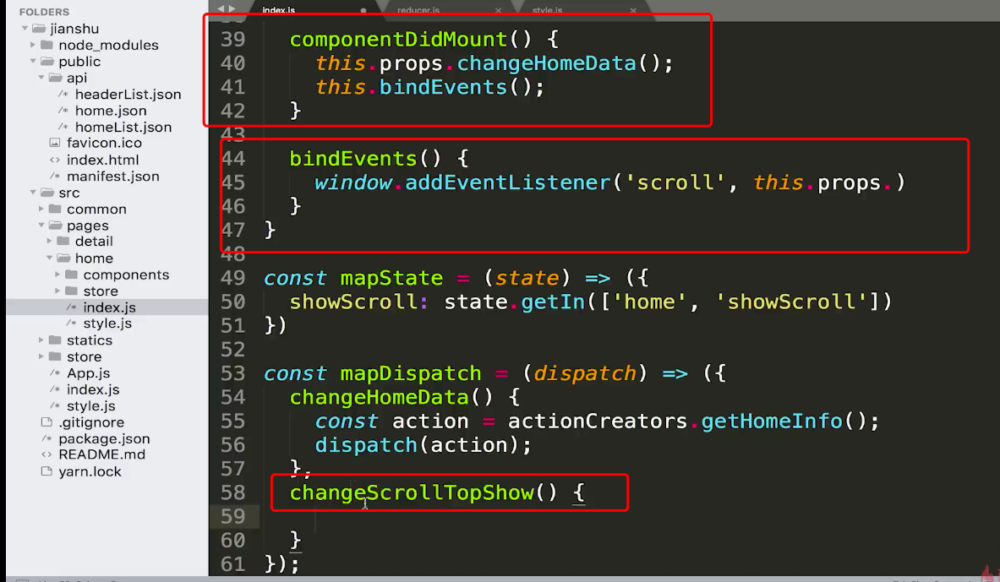 FOLDERS
jianshu
node_modules
public
api
headerList.json
home.json
homeList.json
favicon.ico
index.html
manifest.json
src
common
pages
detail
home
components
store
index.js
style.js
statics
store
App.js
index.js
style.js
.gitignore
package.json
README.md
yarn.lock
index.js
reducer.js
style.js
39 componentDidMount() {
40 this.props.changeHomeData();
41 this.bindEvents();
42 }
43
44 bindEvents() {
45 window.addEventListener('scroll', this.props.)
46 }
47 }
48
49 const mapState = (state) => ({
50 showScroll: state.getIn(['home', 'showScroll'])
51 })
52
53 const mapDispatch = (dispatch) => ({
54 changeHomeData() {
55 const action = actionCreators.getHomeInfo();
56 dispatch(action);
57 },
58 changeScrollTopShow() {
59
60 }
61 });